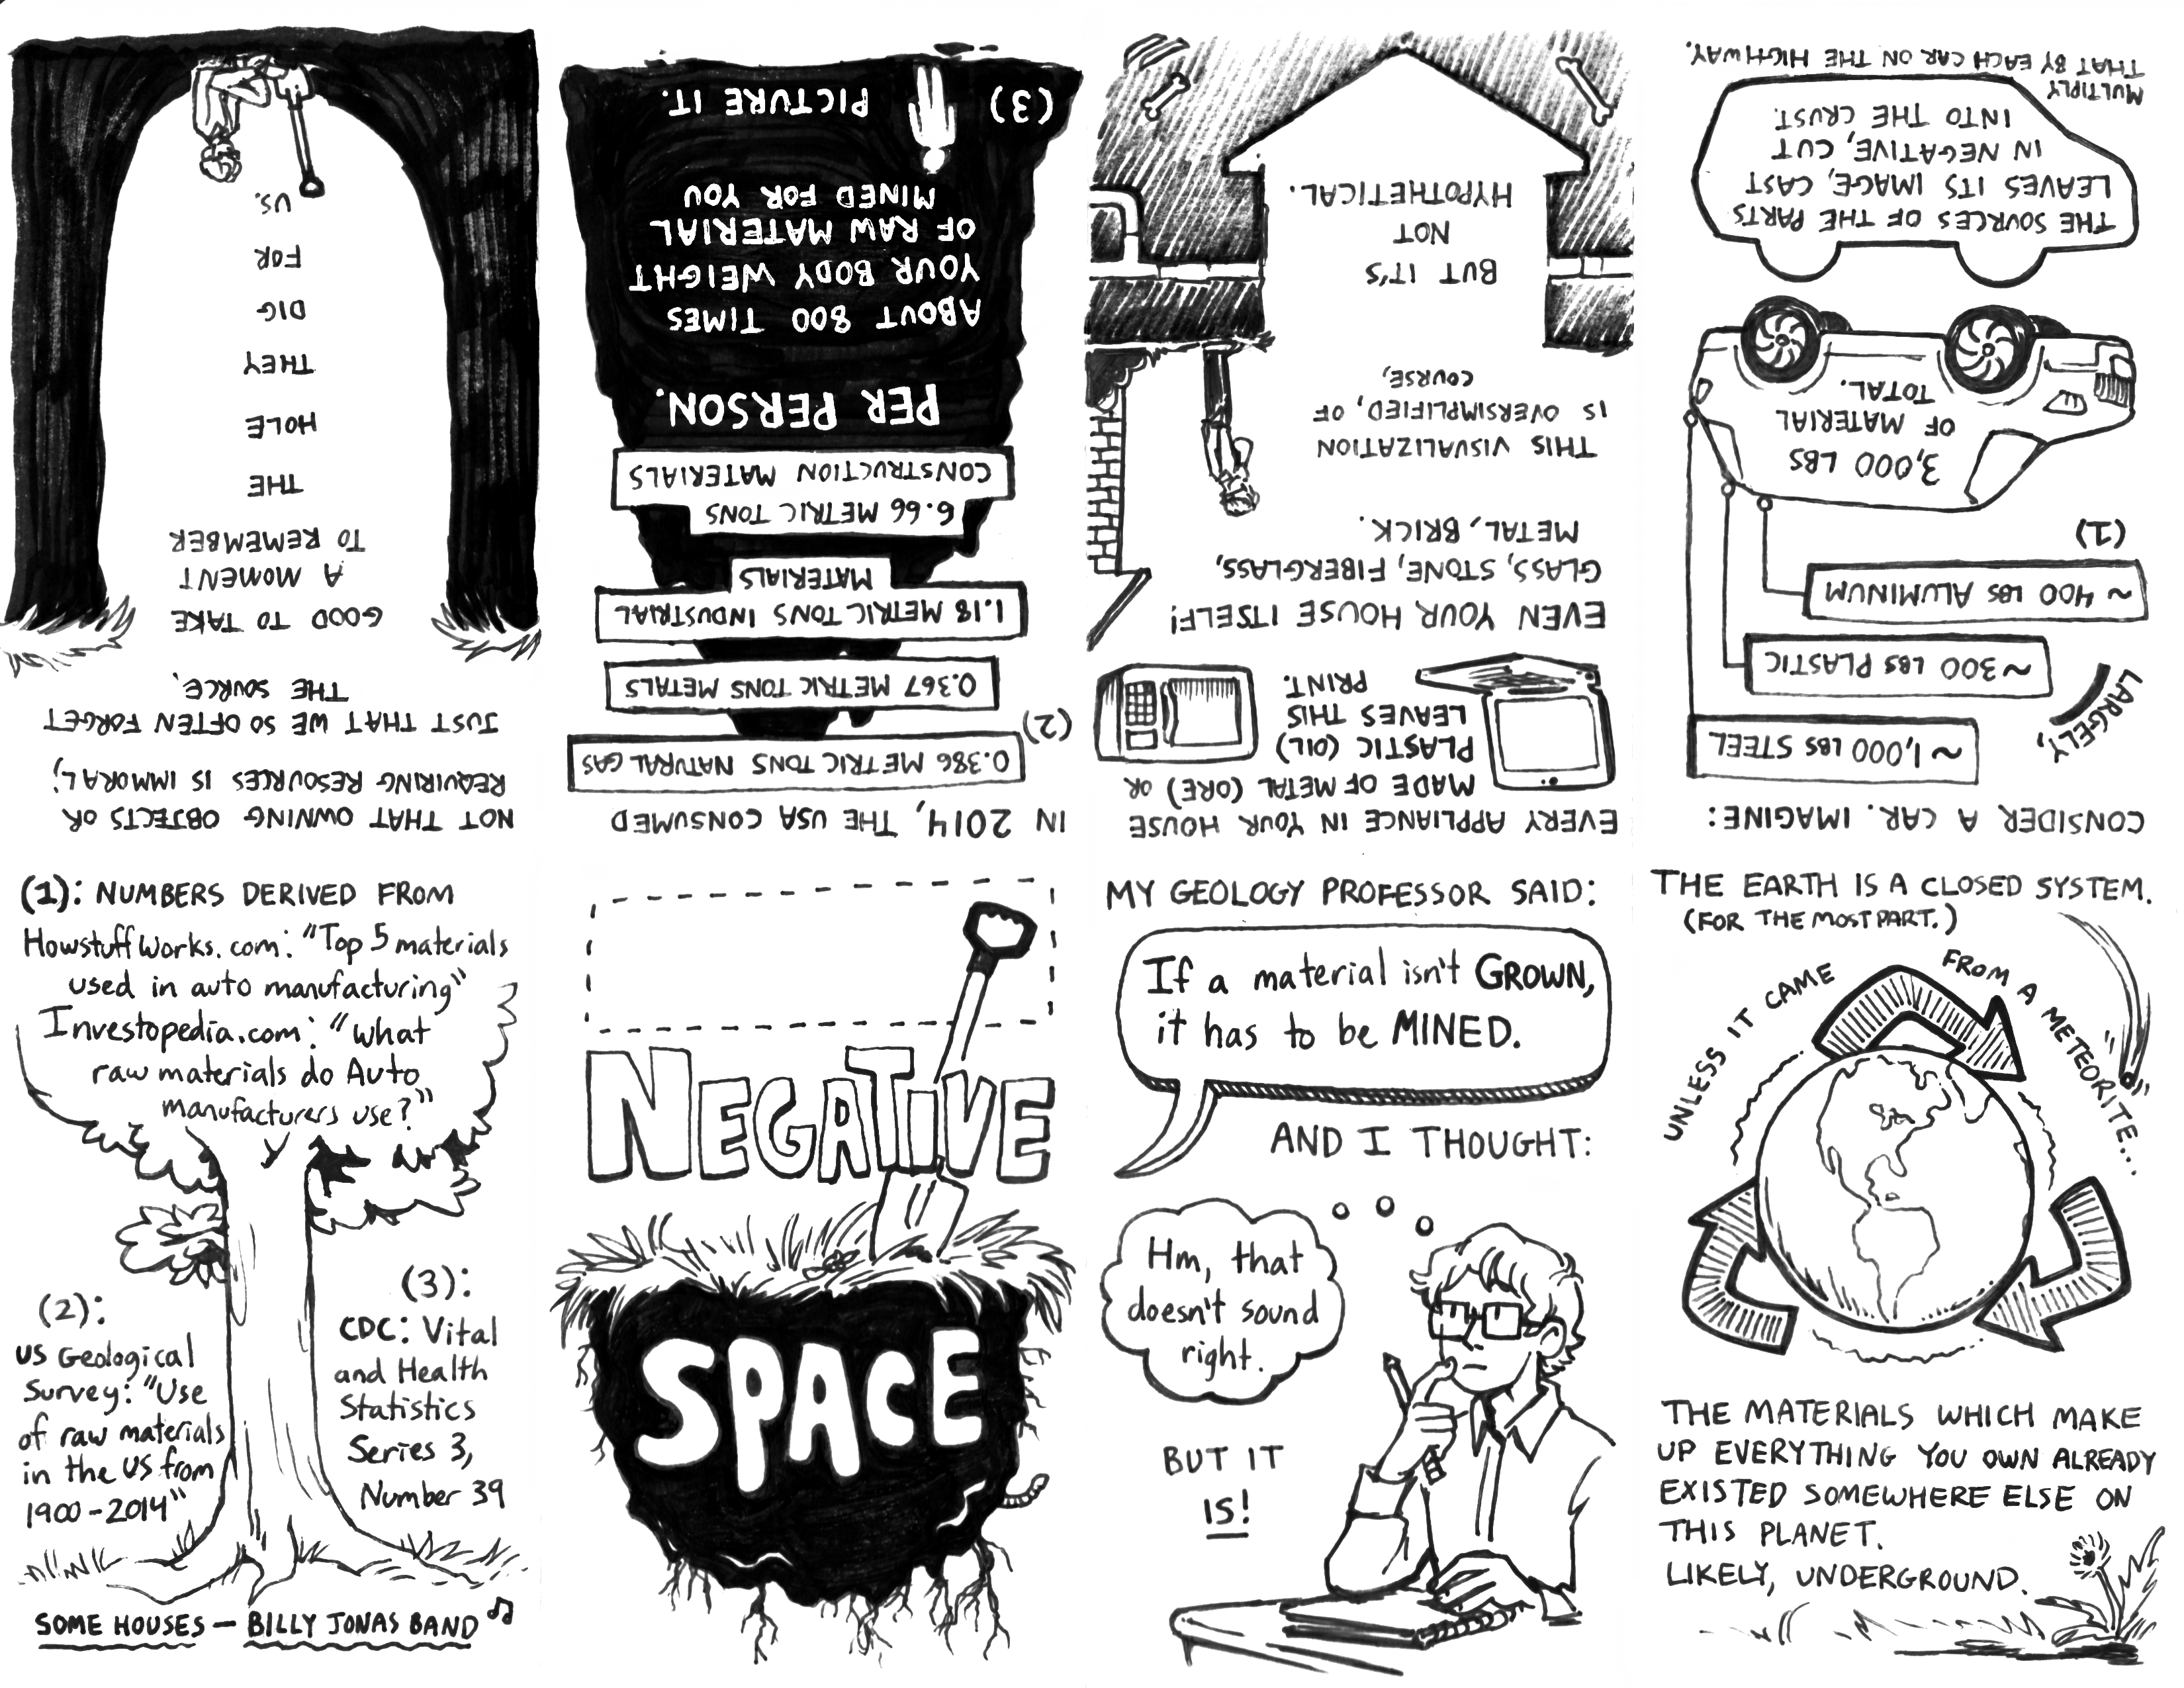 NEGATIVE
SPACE
MY GEOLOGY PROFESSOR SAID:
If a material isn't GROWN,
it has to be MINED.
AND I THOUGHT:
Hm, that
doesn't sound
right.
BUT IT
IS!
THE EARTH IS A CLOSED SYSTEM.
(FOR THE MOST PART.)
UNLESS IT CAME FROM A METEORITE...
THE MATERIALS WHICH MAKE
UP EVERYTHING YOU OWN ALREADY
EXISTED SOMEWHERE ELSE ON
THIS PLANET.
LIKELY, UNDERGROUND.
CONSIDER A CAR. IMAGINE:
~1,000 LBS STEEL
LARGELY,
~300 LBS PLASTIC
~400 LBS ALUMINUM
(1)
3,000 LBS
OF MATERIAL
TOTAL.
THE SOURCES OF THE PARTS
LEAVES ITS IMAGE, CAST
IN NEGATIVE, CUT
INTO THE CRUST.
MULTIPLY
THAT BY EACH CAR ON THE HIGHWAY.
EVERY APPLIANCE IN YOUR HOUSE
MADE OF METAL (ORE) OR
PLASTIC (OIL)
LEAVES THIS
PRINT.
EVEN YOUR HOUSE ITSELF!
GLASS, STONE, FIBERGLASS,
METAL, BRICK.
THIS VISUALIZATION
IS OVERSIMPLIFIED, OF
COURSE,
BUT IT'S
NOT
HYPOTHETICAL.
IN 2014, THE USA CONSUMED
0.386 METRIC TONS NATURAL GAS
(2)
0.367 METRIC TONS METALS
1.18 METRIC TONS INDUSTRIAL
MATERIALS
6.66 METRIC TONS
CONSTRUCTION MATERIALS
PER PERSON.
ABOUT 800 TIMES
YOUR BODY WEIGHT
OF RAW MATERIAL
MINED FOR YOU
(3)
PICTURE IT.
NOT THAT OWNING OBJECTS OR
REQUIRING RESOURCES IS IMMORAL;
JUST THAT WE SO OFTEN FORGET
THE SOURCE.
GOOD TO TAKE
A MOMENT
TO REMEMBER
THE
HOLE
THEY
DIG
FOR
US.
(1): NUMBERS DERIVED FROM
Howstuffworks.com: "Top 5 materials
used in auto manufacturing"
Investopedia.com: "What
raw materials do Auto
manufacturers use?"
(2):
US Geological
Survey: "Use
of raw materials
in the US from
1900-2014"
(3):
CDC: Vital
and Health
Statistics
Series 3,
Number 39
SOME HOUSES - BILLY JONAS BAND ♫